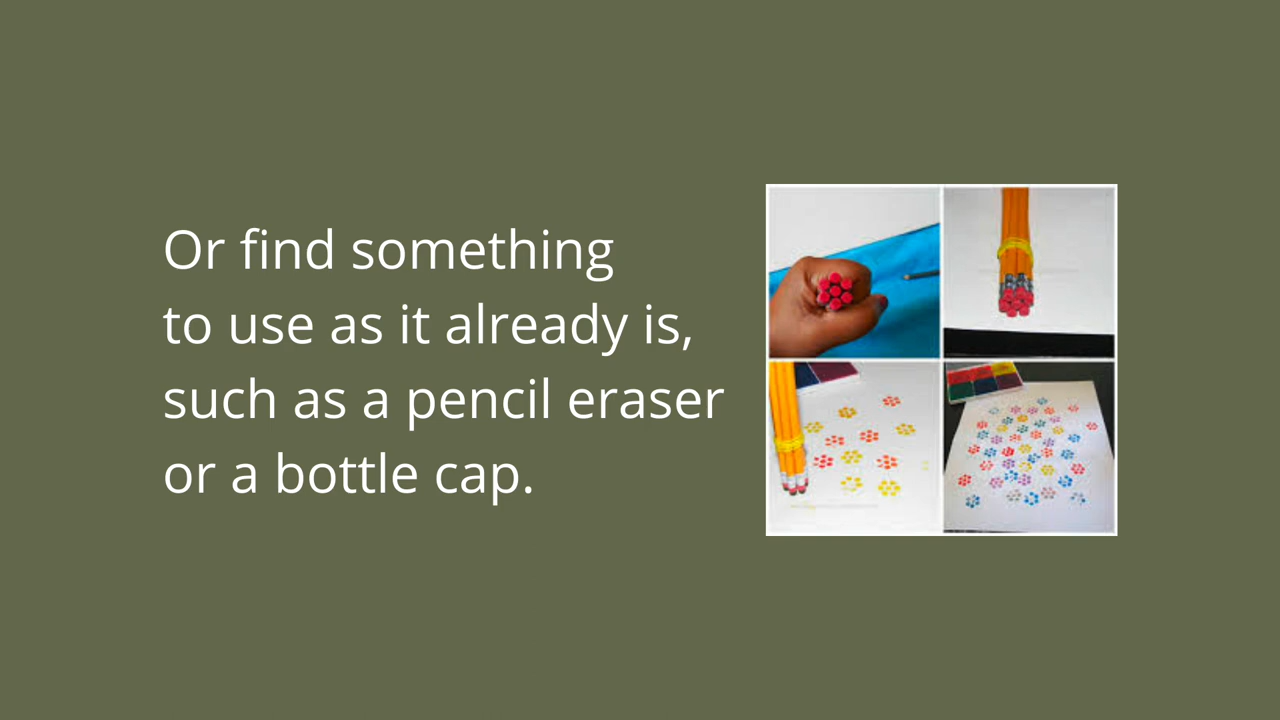 Or find something
to use as it already is,
such as a pencil eraser
or a bottle cap.